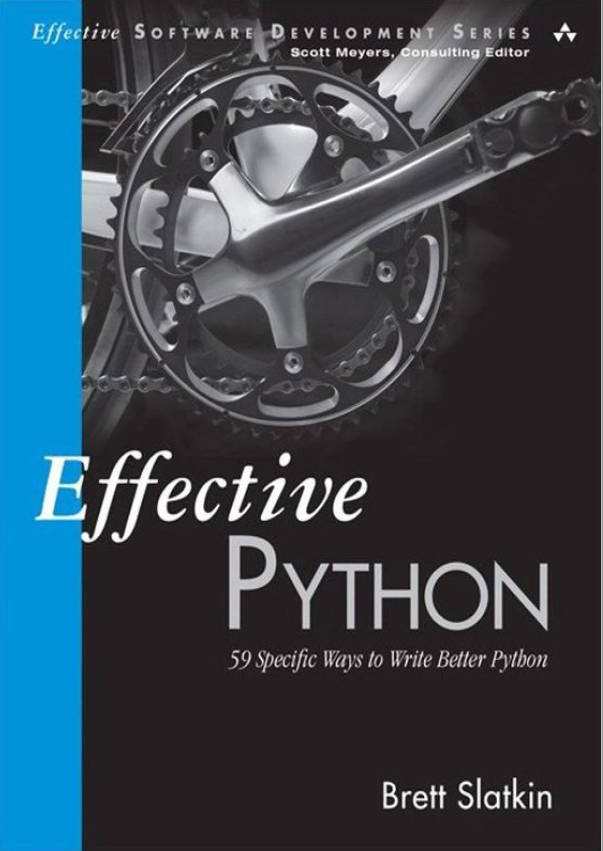 Effective SOFTWARE DEVELOPMENT SERIES
Scott Meyers, Consulting Editor
Effective
PYTHON
59 Specific Ways to Write Better Python
Brett Slatkin